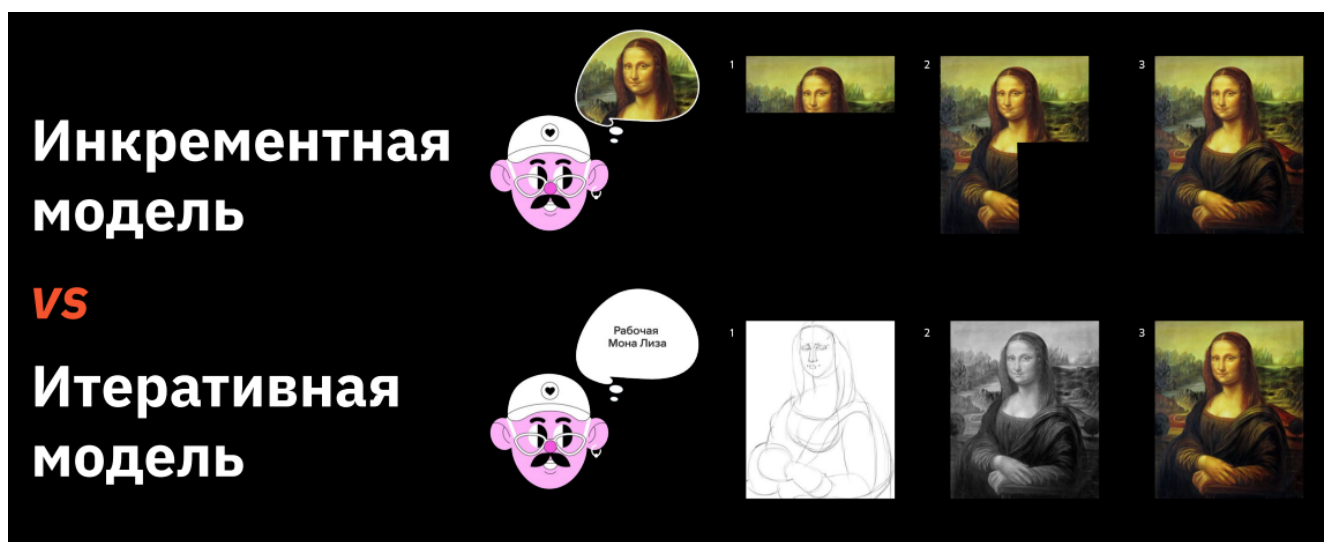 Инкрементная
модель
vs
Итеративная
модель
1
2
3
Рабочая
Мона Лиза
1
2
3